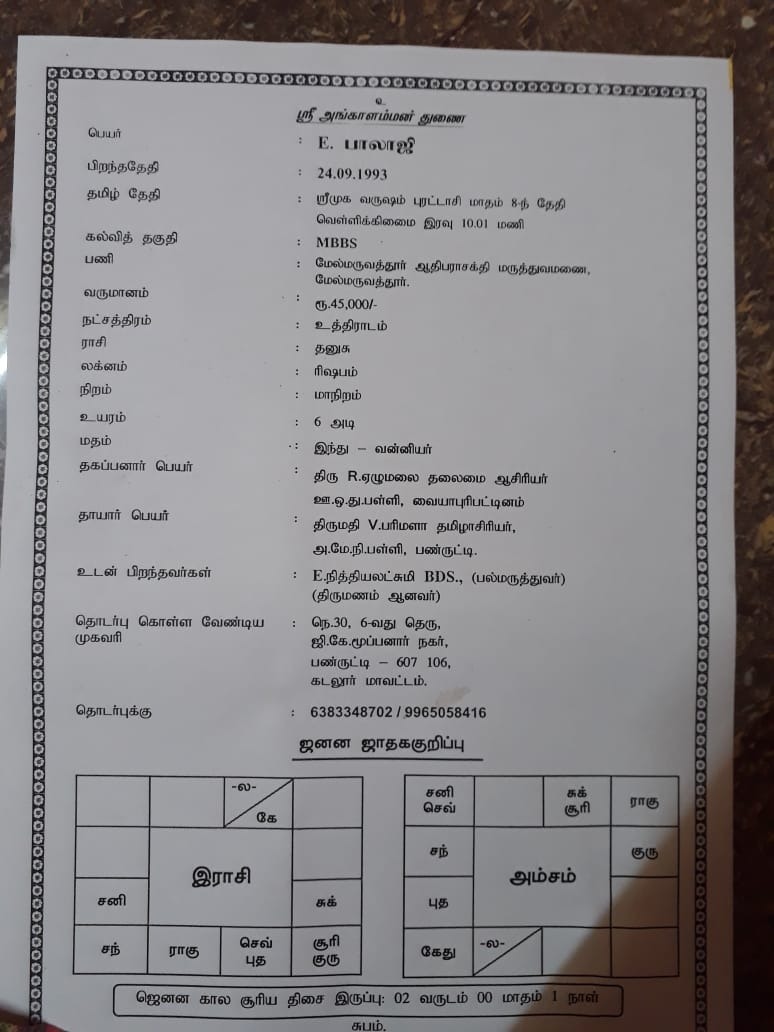 உ
ஸ்ரீ அங்காளம்மன் துணை
பெயர் : E. பாலாஜி
பிறந்ததேதி : 24.09.1993
தமிழ் தேதி : ஸ்ரீமுக வருஷம் புரட்டாசி மாதம் 8-ந் தேதி
வெள்ளிக்கிமைை இரவு 10.01 மணி
கல்வித் தகுதி : MBBS
பணி : மேல்மருவத்தூர் ஆதிபராசக்தி மருத்துவமணை,
மேல்மருவத்தூர்.
வருமானம் : ரூ.45,000/-
நட்சத்திரம் : உத்திராடம்
ராசி : தனுசு
லக்னம் : ரிஷபம்
நிறம் : மாநிறம்
உயரம் : 6 அடி
மதம் : இந்து – வன்னியர்
தகப்பனார் பெயர் : திரு R.ஏழுமலை தலைமை ஆசிரியர்
ஊ.ஒ.து.பள்ளி, வையாபுரிபட்டினம்
தாயார் பெயர் : திருமதி V.பரிமளா தமிழாசிரியர்,
அ.மே.நி.பள்ளி, பண்ருட்டி.
உடன் பிறந்தவர்கள் : E.நித்தியலட்சுமி BDS., (பல்மருத்துவர்)
(திருமணம் ஆனவர்)
தொடர்பு கொள்ள வேண்டிய : நெ.30, 6-வது தெரு,
முகவரி ஜி.கே.மூப்பனார் நகர்,
பண்ருட்டி – 607 106,
கடலூர் மாவட்டம்.
தொடர்புக்கு : 6383348702 / 9965058416
ஜனன ஜாதககுறிப்பு
-ல-
கே
இராசி
சனி
சுக்
சந்
ராகு
செவ்
புத
சூரி
குரு
சனி
செவ்
சுக்
சூரி
ராகு
சந்
குரு
அம்சம்
புத
கேது
-ல-
ஜெனன கால சூரிய திசை இருப்பு: 02 வருடம் 00 மாதம் 1 நாள்
சுபம்.